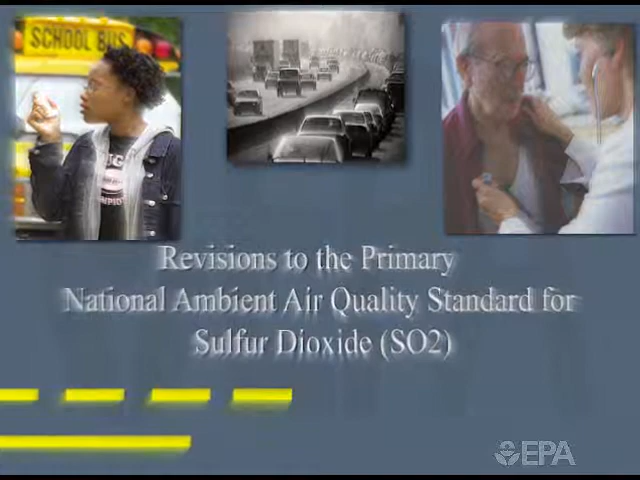 SCHOOL BUS
Revisions to the Primary
National Ambient Air Quality Standard for
Sulfur Dioxide (SO2)
EPA